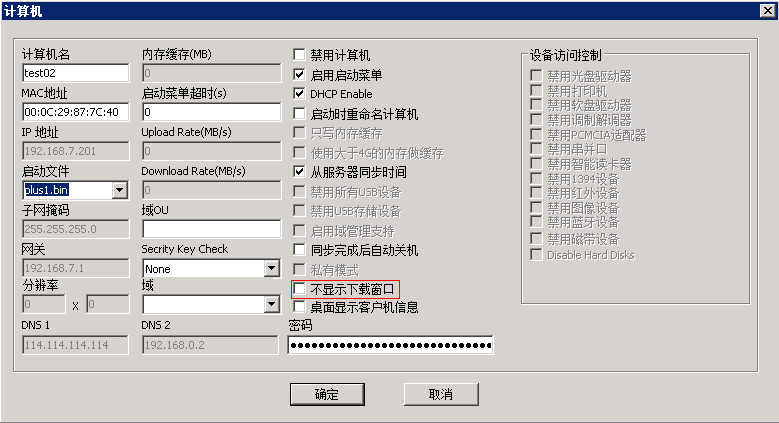 计算机
计算机名
test02
MAC地址
00:0C:29:87:7C:40
IP 地址
192.168.7.201
启动文件
plus1.bin
子网掩码
255.255.255.0
网关
192.168.7.1
分辨率
0 x 0
DNS 1
114.114.114.114
内存缓存(MB)
0
启动菜单超时(s)
0
Upload Rate(MB/s)
0
Download Rate(MB/s)
0
域OU
Secrity Key Check
None
域
DNS 2
192.168.0.2
禁用计算机
启用启动菜单
DHCP Enable
启动时重命名计算机
只写内存缓存
使用大于4G的内存做缓存
从服务器同步时间
禁用所有USB设备
禁用USB存储设备
启用域管理支持
同步完成后自动关机
私有模式
不显示下载窗口
桌面显示客户机信息
密码
设备访问控制
禁用光盘驱动器
禁用打印机
禁用软盘驱动器
禁用调制解调器
禁用PCMCIA适配器
禁用串并口
禁用智能读卡器
禁用1394设备
禁用红外设备
禁用图像设备
禁用蓝牙设备
禁用磁带设备
Disable Hard Disks
确定
取消